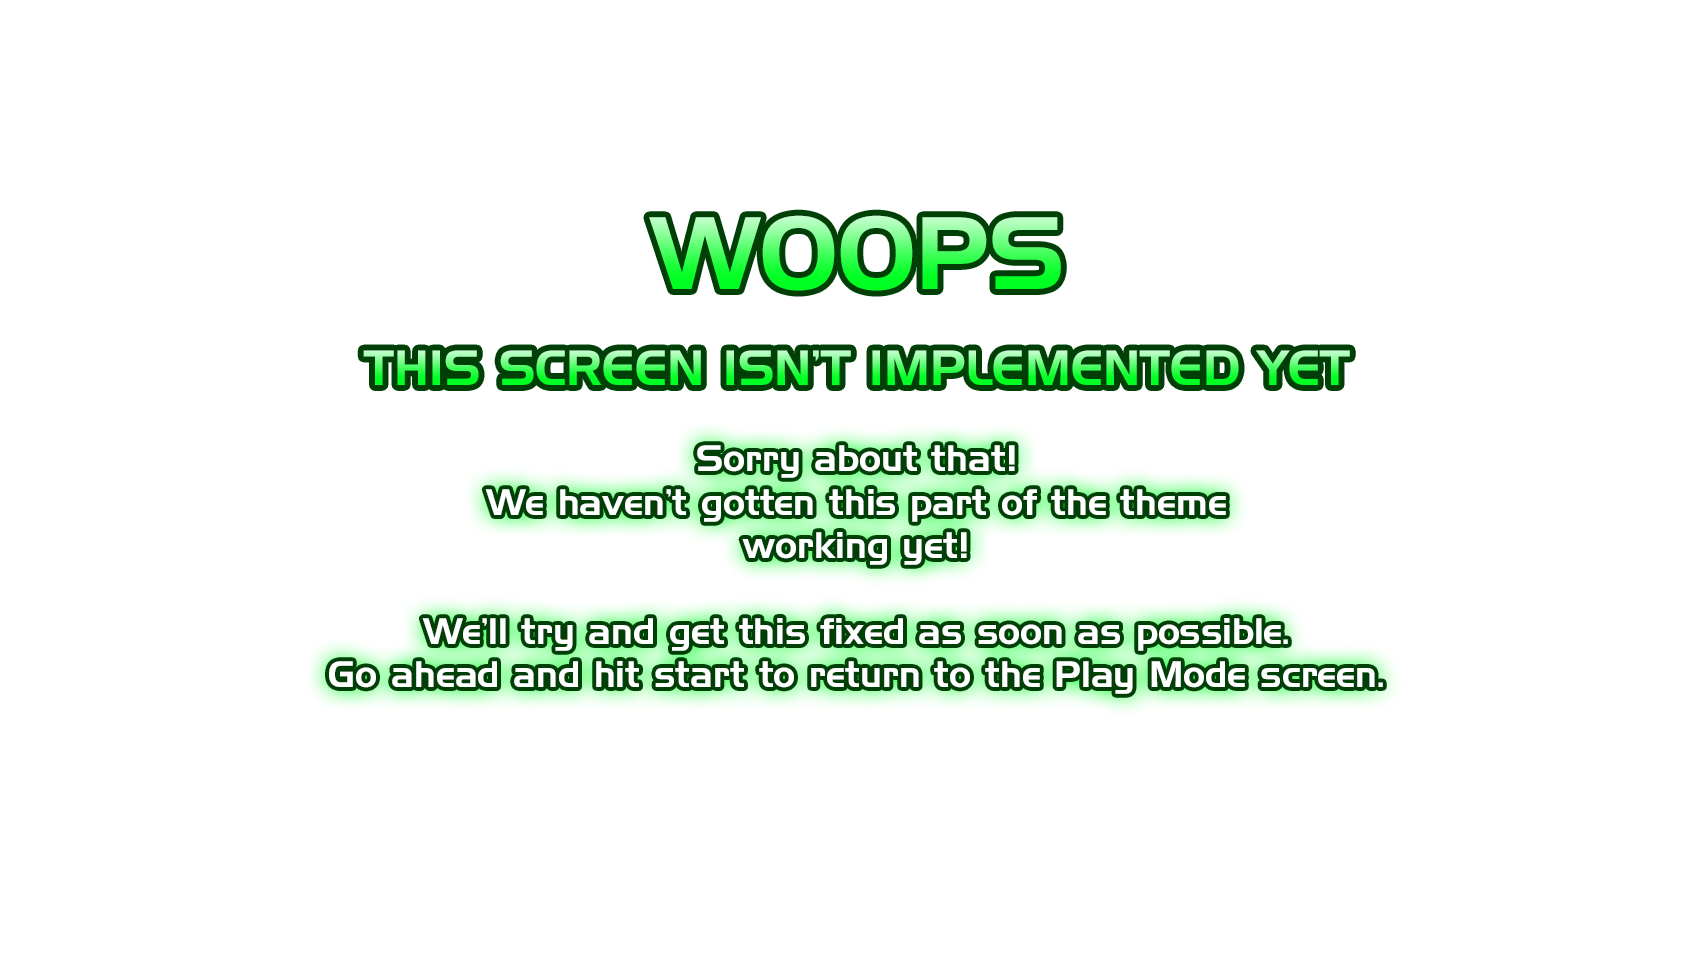 WOOPS
THIS SCREEN ISN'T IMPLEMENTED YET
Sorry about that!
We haven't gotten this part of the theme
working yet!
We'll try and get this fixed as soon as possible.
Go ahead and hit start to return to the Play Mode screen.